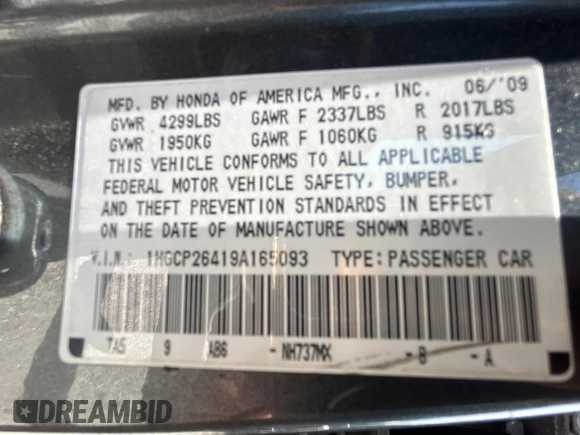 MFD. BY HONDA OF AMERICA MFG., INC. 06/'09
GVWR 4299LBS GAWR F 2337LBS R 2017LBS
GVWR 1950KG GAWR F 1060KG R 915KG
THIS VEHICLE CONFORMS TO ALL APPLICABLE
FEDERAL MOTOR VEHICLE SAFETY, BUMPER,
AND THEFT PREVENTION STANDARDS IN EFFECT
ON THE DATE OF MANUFACTURE SHOWN ABOVE.
V.I.N.: 1HGCP26419A165093 TYPE: PASSENGER CAR
7A5 9 AB6 - NH737MX - B - A
DREAMBID